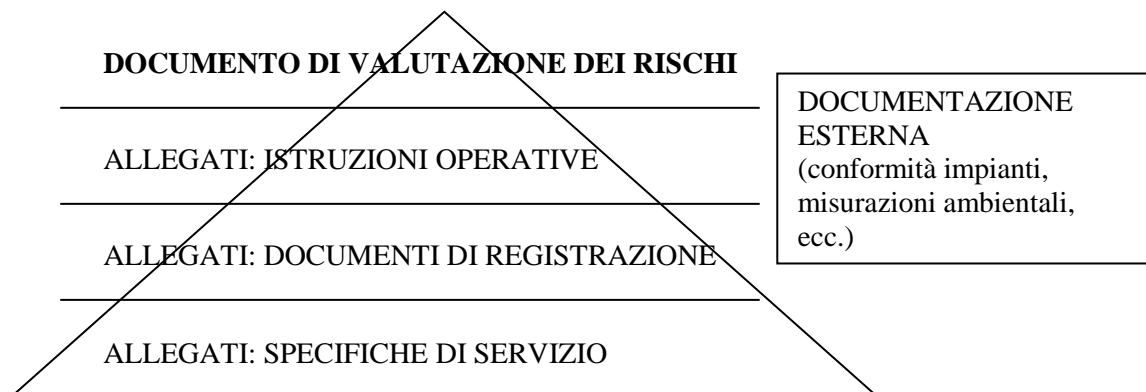 DOCUMENTO DI VALUTAZIONE DEI RISCHI
ALLEGATI: ISTRUZIONI OPERATIVE
ALLEGATI: DOCUMENTI DI REGISTRAZIONE
ALLEGATI: SPECIFICHE DI SERVIZIO
DOCUMENTAZIONE
ESTERNA
(conformità impianti,
misurazioni ambientali,
ecc.)